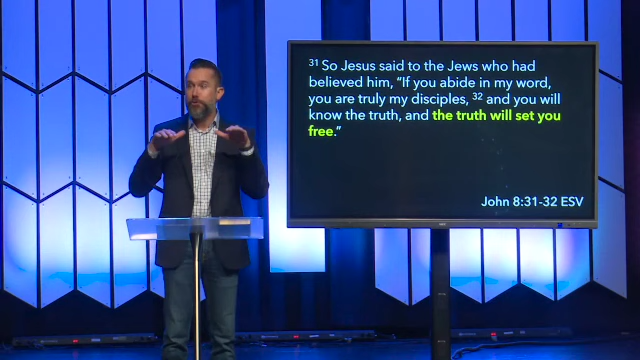 ³¹ So Jesus said to the Jews who had
believed him, “If you abide in my word,
you are truly my disciples, ³² and you will
know the truth, and the truth will set you
free.”
John 8:31-32 ESV